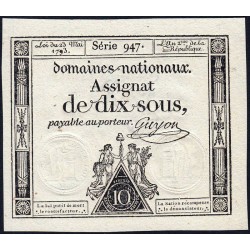 Loi du 23 Mai 1793.
Série 947.
L'An 2me de la République
domaines nationaux.
Assignat
de dix sous,
payable au porteur.
Guyon
10
La loi punit de mort le contrefacteur.
La nation récompense le dénonciateur.